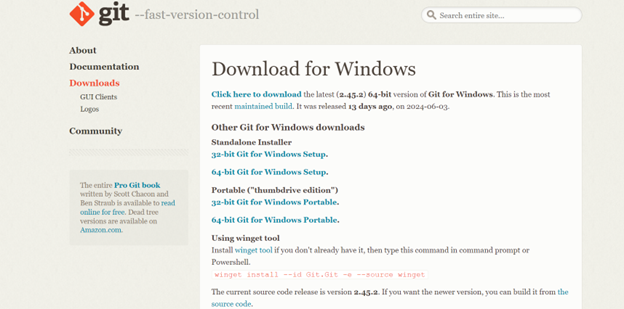 git --fast-version-control
Search entire site...
About
Documentation
Downloads
GUI Clients
Logos
Community
The entire Pro Git book
written by Scott Chacon and
Ben Straub is available to read
online for free. Dead tree
versions are available on
Amazon.com.
Download for Windows
Click here to download the latest (2.45.2) 64-bit version of Git for Windows. This is the most
recent maintained build. It was released 13 days ago, on 2024-06-03.
Other Git for Windows downloads
Standalone Installer
32-bit Git for Windows Setup.
64-bit Git for Windows Setup.
Portable ("thumbdrive edition")
32-bit Git for Windows Portable.
64-bit Git for Windows Portable.
Using winget tool
Install winget tool if you don't already have it, then type this command in command prompt or
Powershell.
winget install --id Git.Git -e --source winget
The current source code release is version 2.45.2. If you want the newer version, you can build it from the
source code.